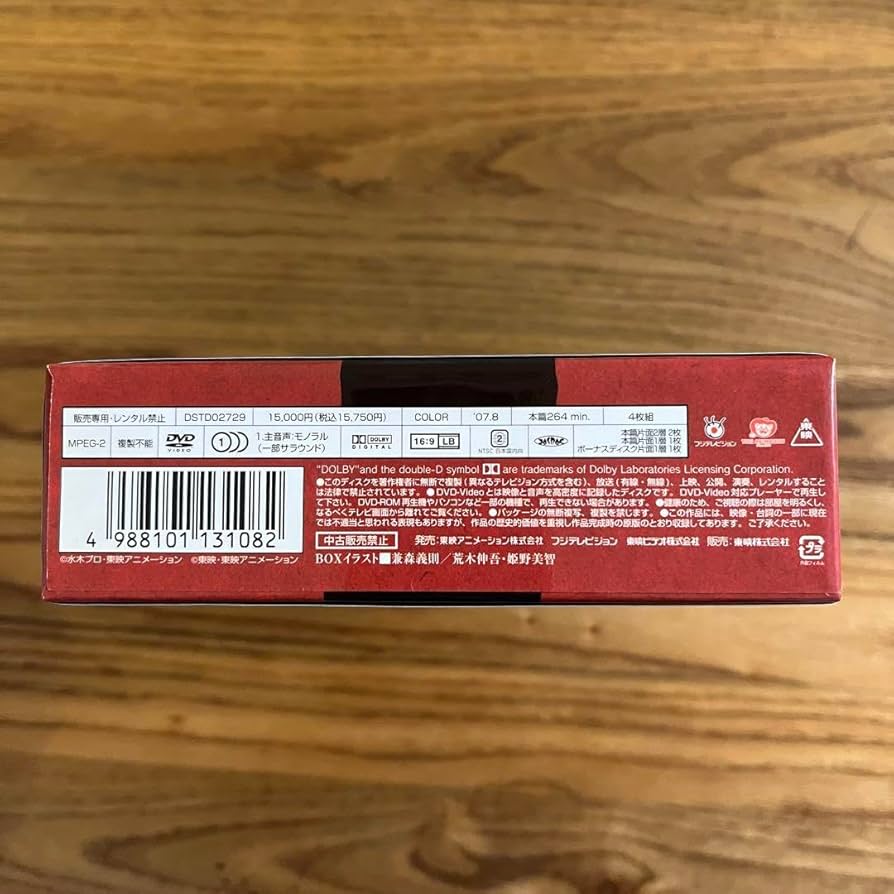 販売専用・レンタル禁止 DSTD02729 15,000円(税込15,750円) COLOR '07.8 本篇264 min. 4枚組
MPEG-2 複製不能 DVD VIDEO 1 1.主音声:モノラル(一部サラウンド) DOLBY DIGITAL 16:9 LB 2 NTSC 日本国内向 本篇片面2層 2枚 本篇片面1層 1枚 ボーナスディスク片面1層 1枚
フジテレビジョン
東映
"DOLBY"and the double-D symbol are trademarks of Dolby Laboratories Licensing Corporation.
●このディスクを著作権者に無断で複製(異なるテレビジョン方式を含む)、放送(有線・無線)、上映、公開、演奏、レンタルすること
は法律で禁止されています。●DVD-Videoとは映像と音声を高密度に記録したディスクです。DVD-Video対応プレーヤーで再生し
て下さい。DVD-ROM再生機やパソコンなど一部の機種で、再生できない場合があります。●健康のため、ご視聴の際は部屋を明るくし、
なるべくテレビ画面から離れてご覧ください。●パッケージの無断複写、複製を禁じます。●この作品には、映像・台詞の一部に現在
では不適当と思われる表現もありますが、作品の歴史的価値を重視し作品完成時の原版のとおり収録してあります。ご了承ください。
4 988101 131082
中古販売禁止 発売:東映アニメーション株式会社 フジテレビジョン 東映ビデオ株式会社 販売:東映株式会社
©水木プロ・東映アニメーション ©東映・東映アニメーション
BOXイラスト■兼森義則/荒木伸吾・姫野美智
プラ
外装フィルム